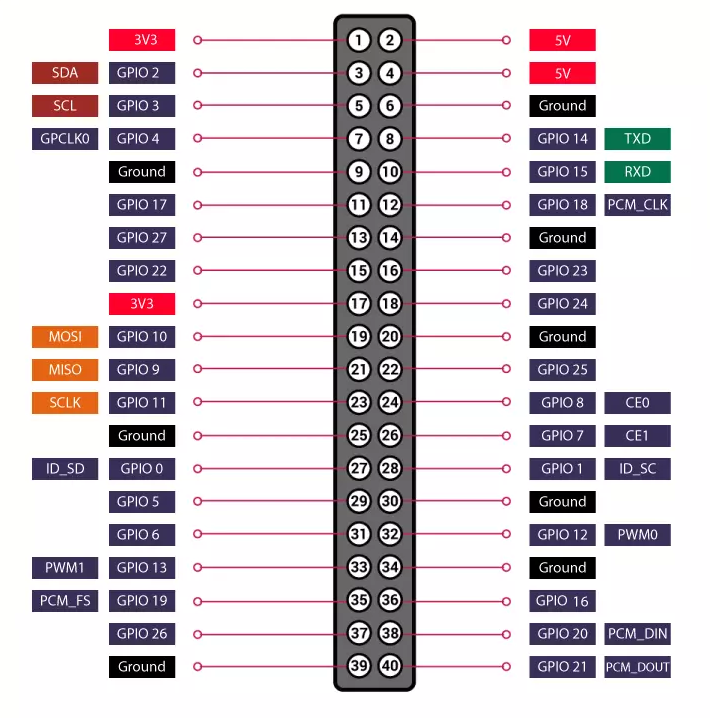 3V3 1 2 5V
SDA GPIO 2 3 4 5V
SCL GPIO 3 5 6 Ground
GPCLK0 GPIO 4 7 8 GPIO 14 TXD
Ground 9 10 GPIO 15 RXD
GPIO 17 11 12 GPIO 18 PCM_CLK
GPIO 27 13 14 Ground
GPIO 22 15 16 GPIO 23
3V3 17 18 GPIO 24
MOSI GPIO 10 19 20 Ground
MISO GPIO 9 21 22 GPIO 25
SCLK GPIO 11 23 24 GPIO 8 CE0
Ground 25 26 GPIO 7 CE1
ID_SD GPIO 0 27 28 GPIO 1 ID_SC
GPIO 5 29 30 Ground
GPIO 6 31 32 GPIO 12 PWM0
PWM1 GPIO 13 33 34 Ground
PCM_FS GPIO 19 35 36 GPIO 16
GPIO 26 37 38 GPIO 20 PCM_DIN
Ground 39 40 GPIO 21 PCM_DOUT